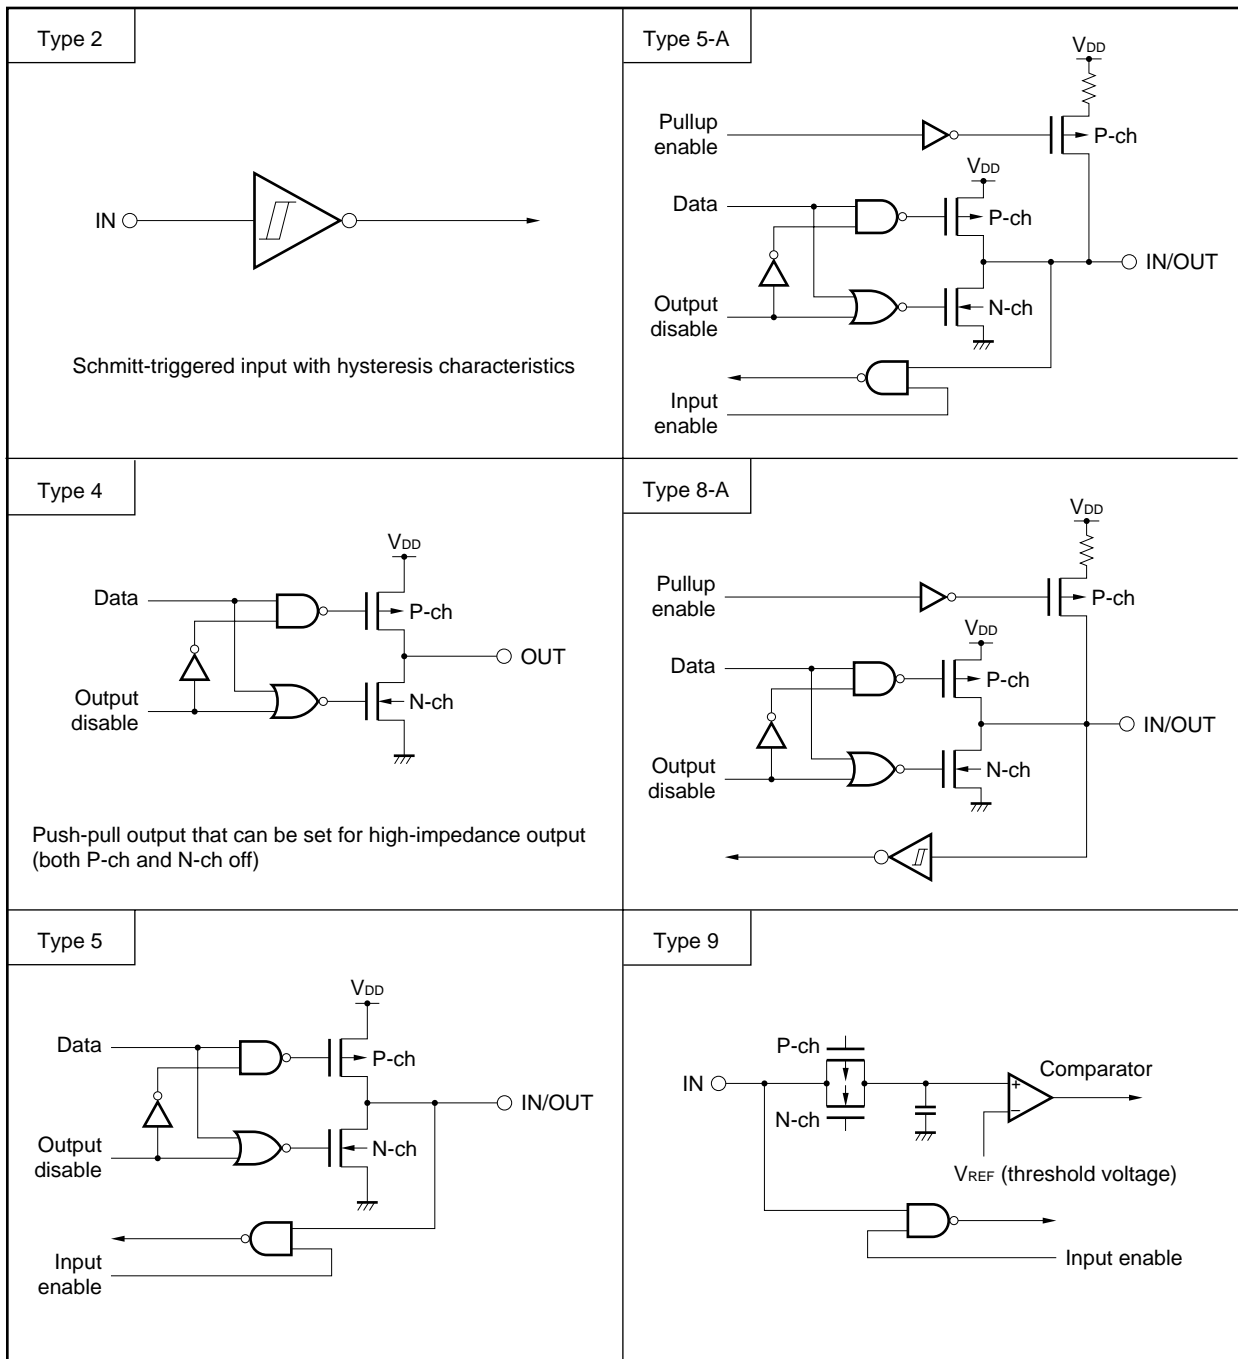 Type 2
IN
Schmitt-triggered input with hysteresis characteristics
Type 5-A
VDD
Pullup
enable
P-ch
VDD
Data
P-ch
IN/OUT
Output
disable
N-ch
Input
enable
Type 4
VDD
Data
P-ch
OUT
Output
disable
N-ch
Push-pull output that can be set for high-impedance output
(both P-ch and N-ch off)
Type 8-A
VDD
Pullup
enable
P-ch
VDD
Data
P-ch
IN/OUT
Output
disable
N-ch
Type 5
VDD
Data
P-ch
IN/OUT
Output
disable
N-ch
Input
enable
Type 9
P-ch
IN
Comparator
+
−
N-ch
VREF (threshold voltage)
Input enable